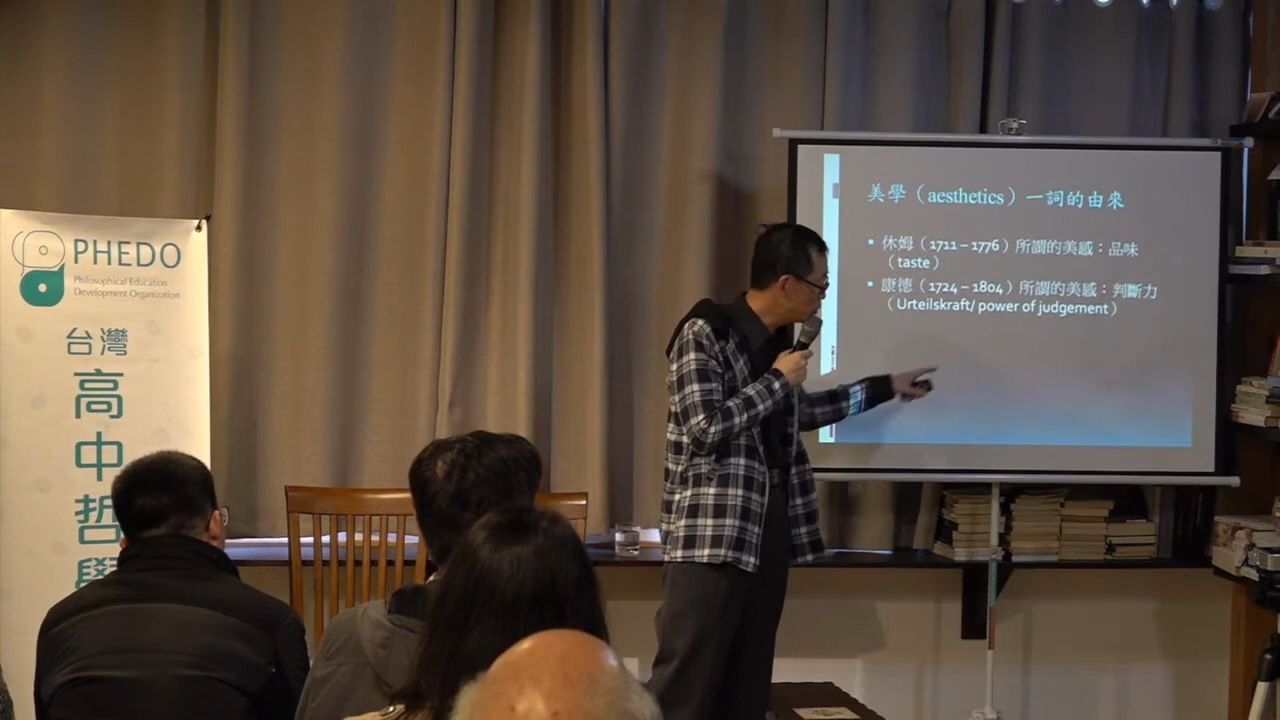 PHEDO
Philosophical Education
Development Organization
台灣
高中哲學
美學（aesthetics）一詞的由來
▪ 休姆（1711 – 1776）所謂的美感：品味
（taste）
▪ 康德（1724 – 1804）所謂的美感：判斷力
（Urteilskraft/ power of judgement）